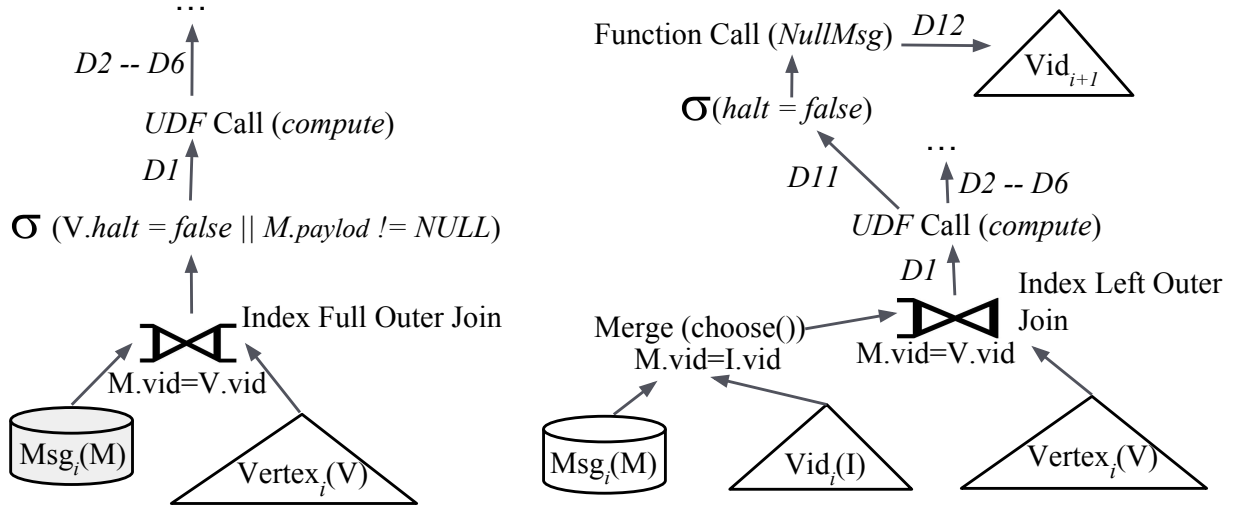 ...
D2 -- D6
UDF Call (compute)
D1
σ (V.halt = false || M.paylod != NULL)
Index Full Outer Join
M.vid=V.vid
Msgi(M)
Vertexi(V)
Function Call (NullMsg)
D12
Vidi+1
σ(halt = false)
D11
...
D2 -- D6
UDF Call (compute)
D1
Index Left Outer
Join
Merge (choose())
M.vid=I.vid
M.vid=V.vid
Msgi(M)
Vidi(I)
Vertexi(V)